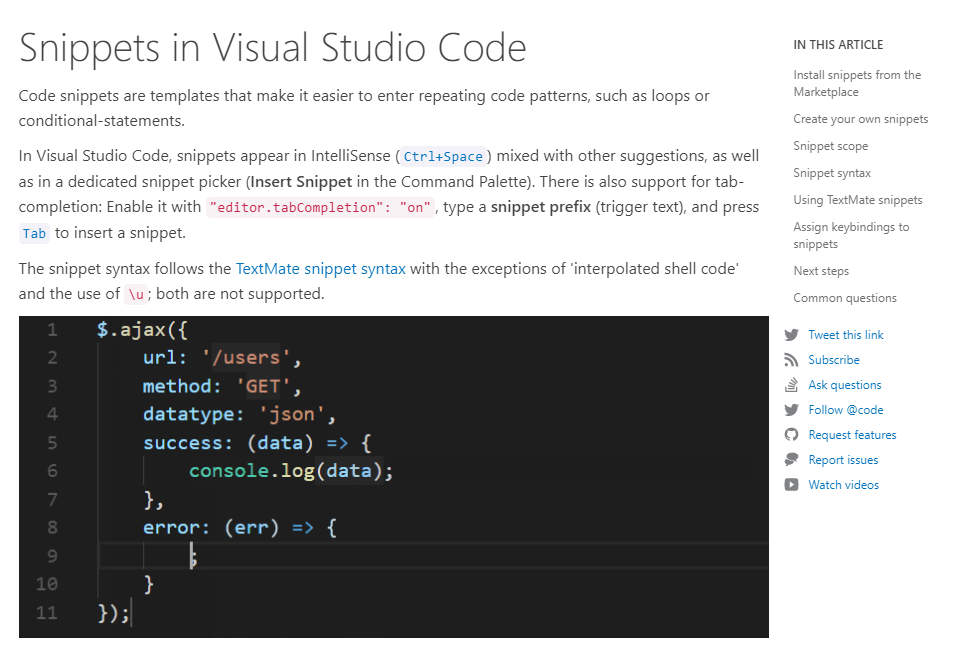 Snippets in Visual Studio Code
Code snippets are templates that make it easier to enter repeating code patterns, such as loops or
conditional-statements.
In Visual Studio Code, snippets appear in IntelliSense (Ctrl+Space) mixed with other suggestions, as well
as in a dedicated snippet picker (Insert Snippet in the Command Palette). There is also support for tab-
completion: Enable it with "editor.tabCompletion": "on", type a snippet prefix (trigger text), and press
Tab to insert a snippet.
The snippet syntax follows the TextMate snippet syntax with the exceptions of 'interpolated shell code'
and the use of \u; both are not supported.
1 $.ajax({
2     url: '/users',
3     method: 'GET',
4     datatype: 'json',
5     success: (data) => {
6         console.log(data);
7     },
8     error: (err) => {
9         ;
10     }
11 });
IN THIS ARTICLE
Install snippets from the
Marketplace
Create your own snippets
Snippet scope
Snippet syntax
Using TextMate snippets
Assign keybindings to
snippets
Next steps
Common questions
Tweet this link
Subscribe
Ask questions
Follow @code
Request features
Report issues
Watch videos